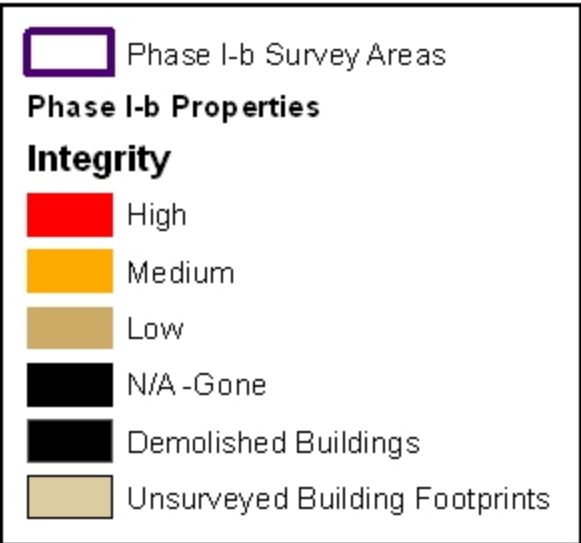 Phase I-b Survey Areas
Phase I-b Properties
Integrity
High
Medium
Low
N/A -Gone
Demolished Buildings
Unsurveyed Building Footprints